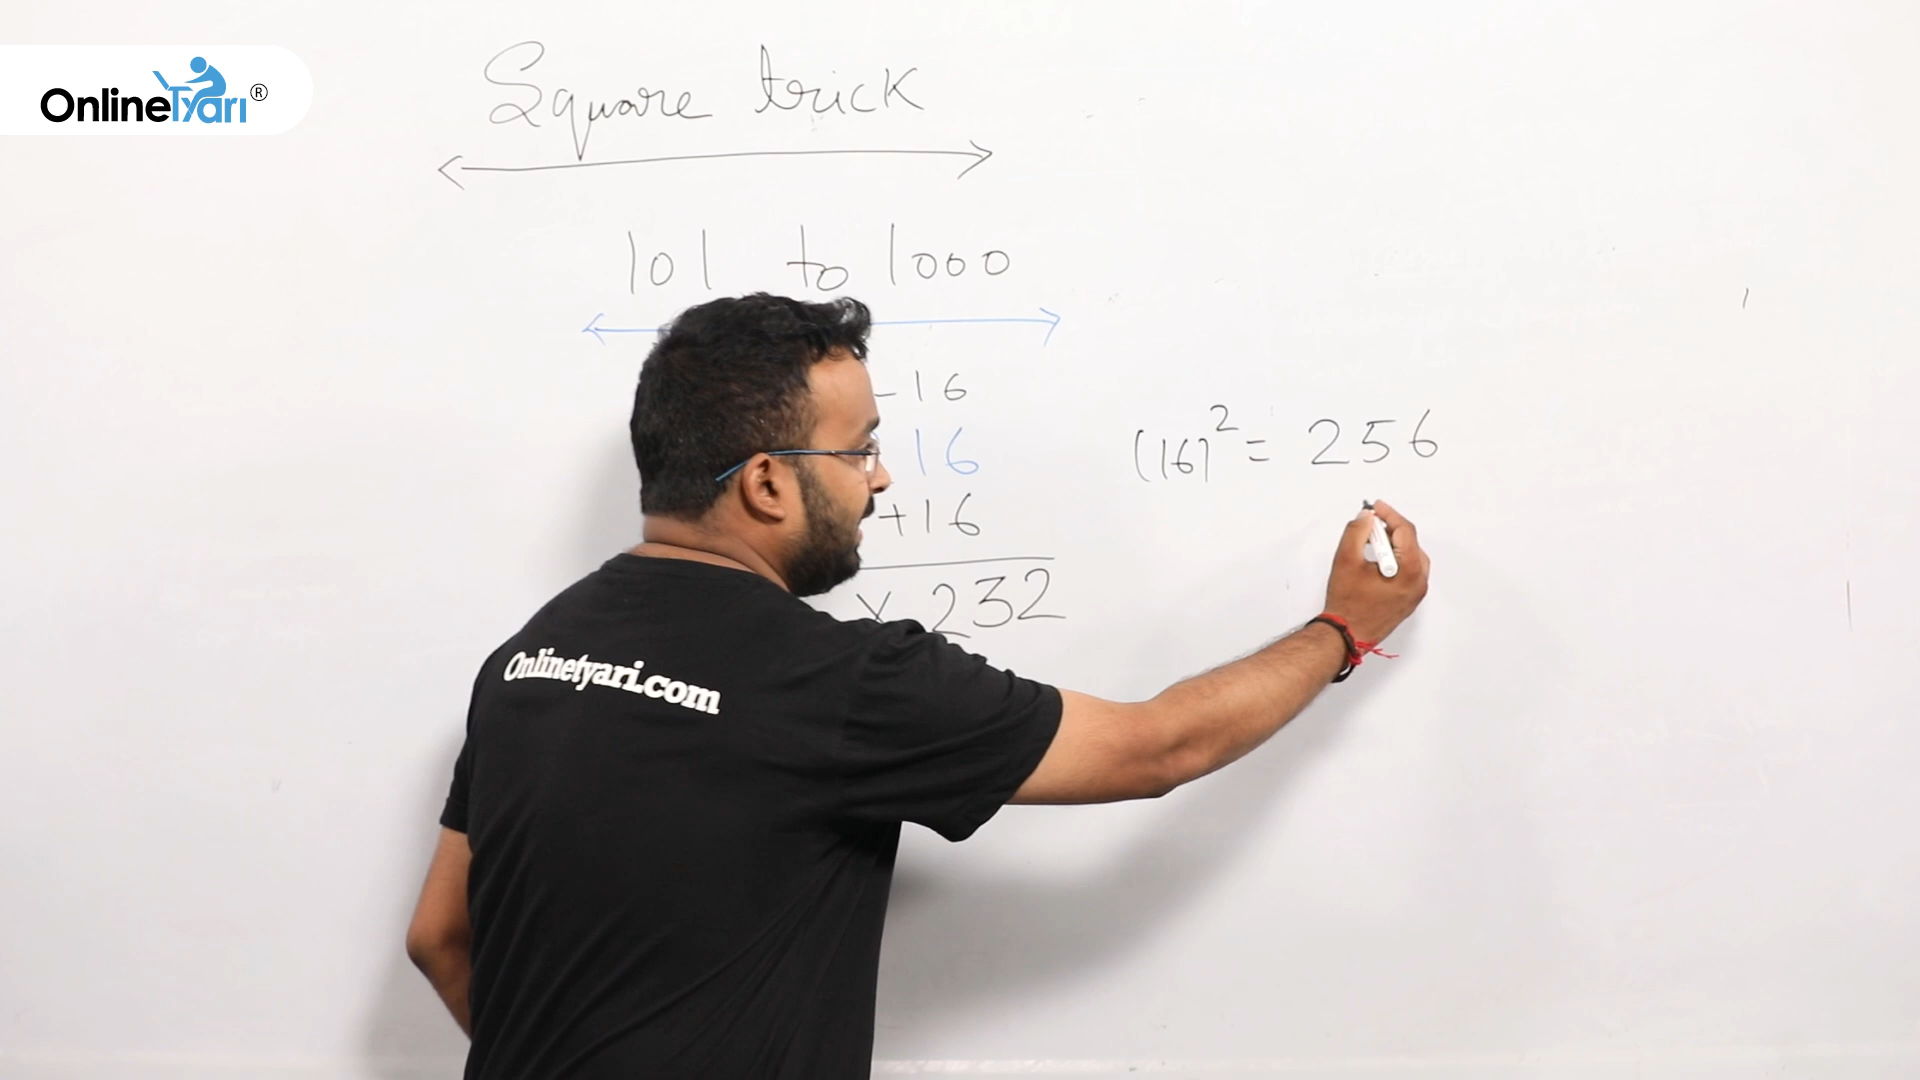 OnlineTyari®
Square trick
101 to 1000
-16
16
+16
x 232
(16)² = 256
Onlinetyari.com